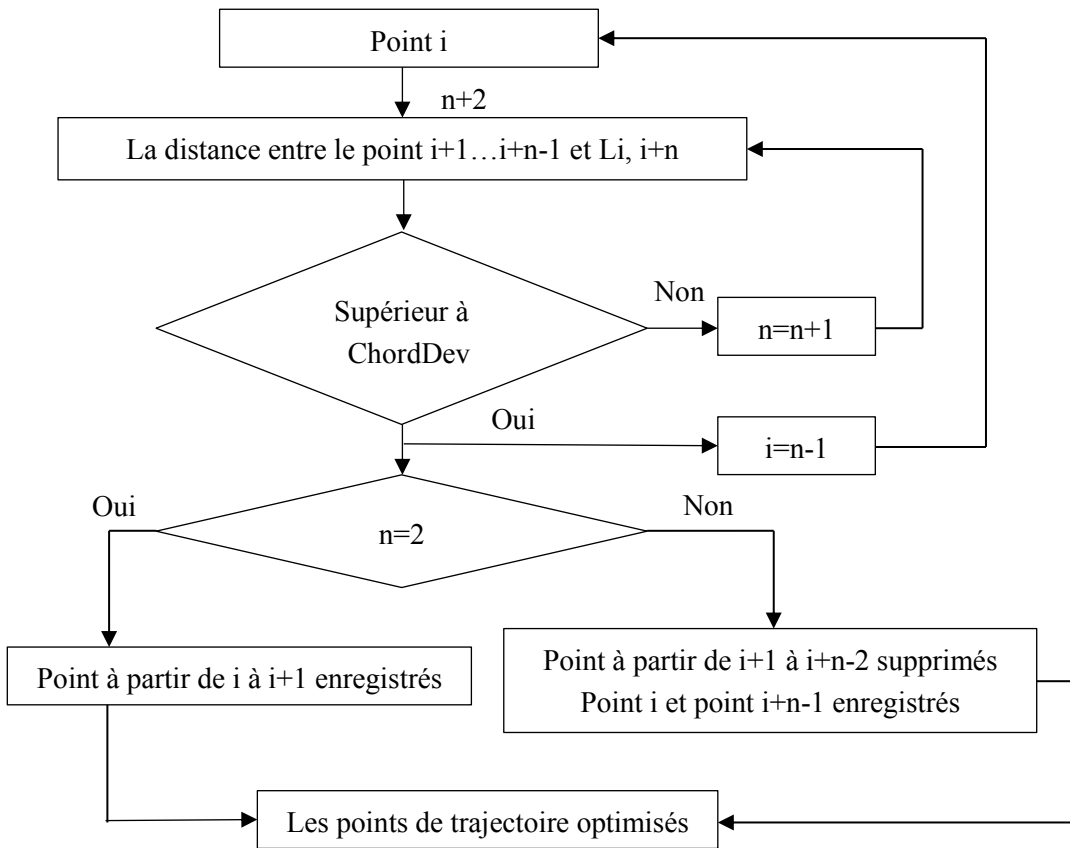 Point i
n+2
La distance entre le point i+1…i+n-1 et Li, i+n
Supérieur à
ChordDev
Non
n=n+1
Oui
i=n-1
Oui
n=2
Non
Point à partir de i à i+1 enregistrés
Point à partir de i+1 à i+n-2 supprimés
Point i et point i+n-1 enregistrés
Les points de trajectoire optimisés